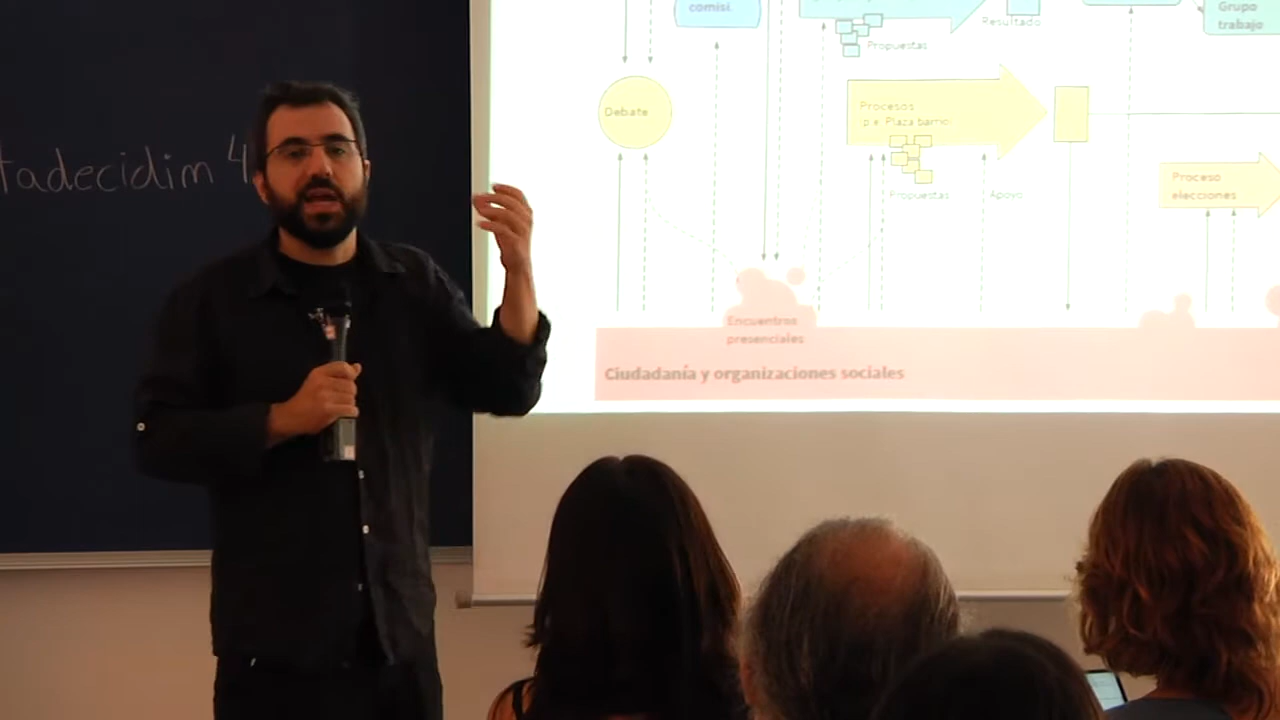 tadecidim 4
comisi.
Propuestas
Resultado
Grupo
trabajo
Debate
Procesos
p.e. Plaza barrio
Propuestas
Apoyo
Proceso
elecciones
Encuentros
presenciales
Ciudadanía y organizaciones sociales